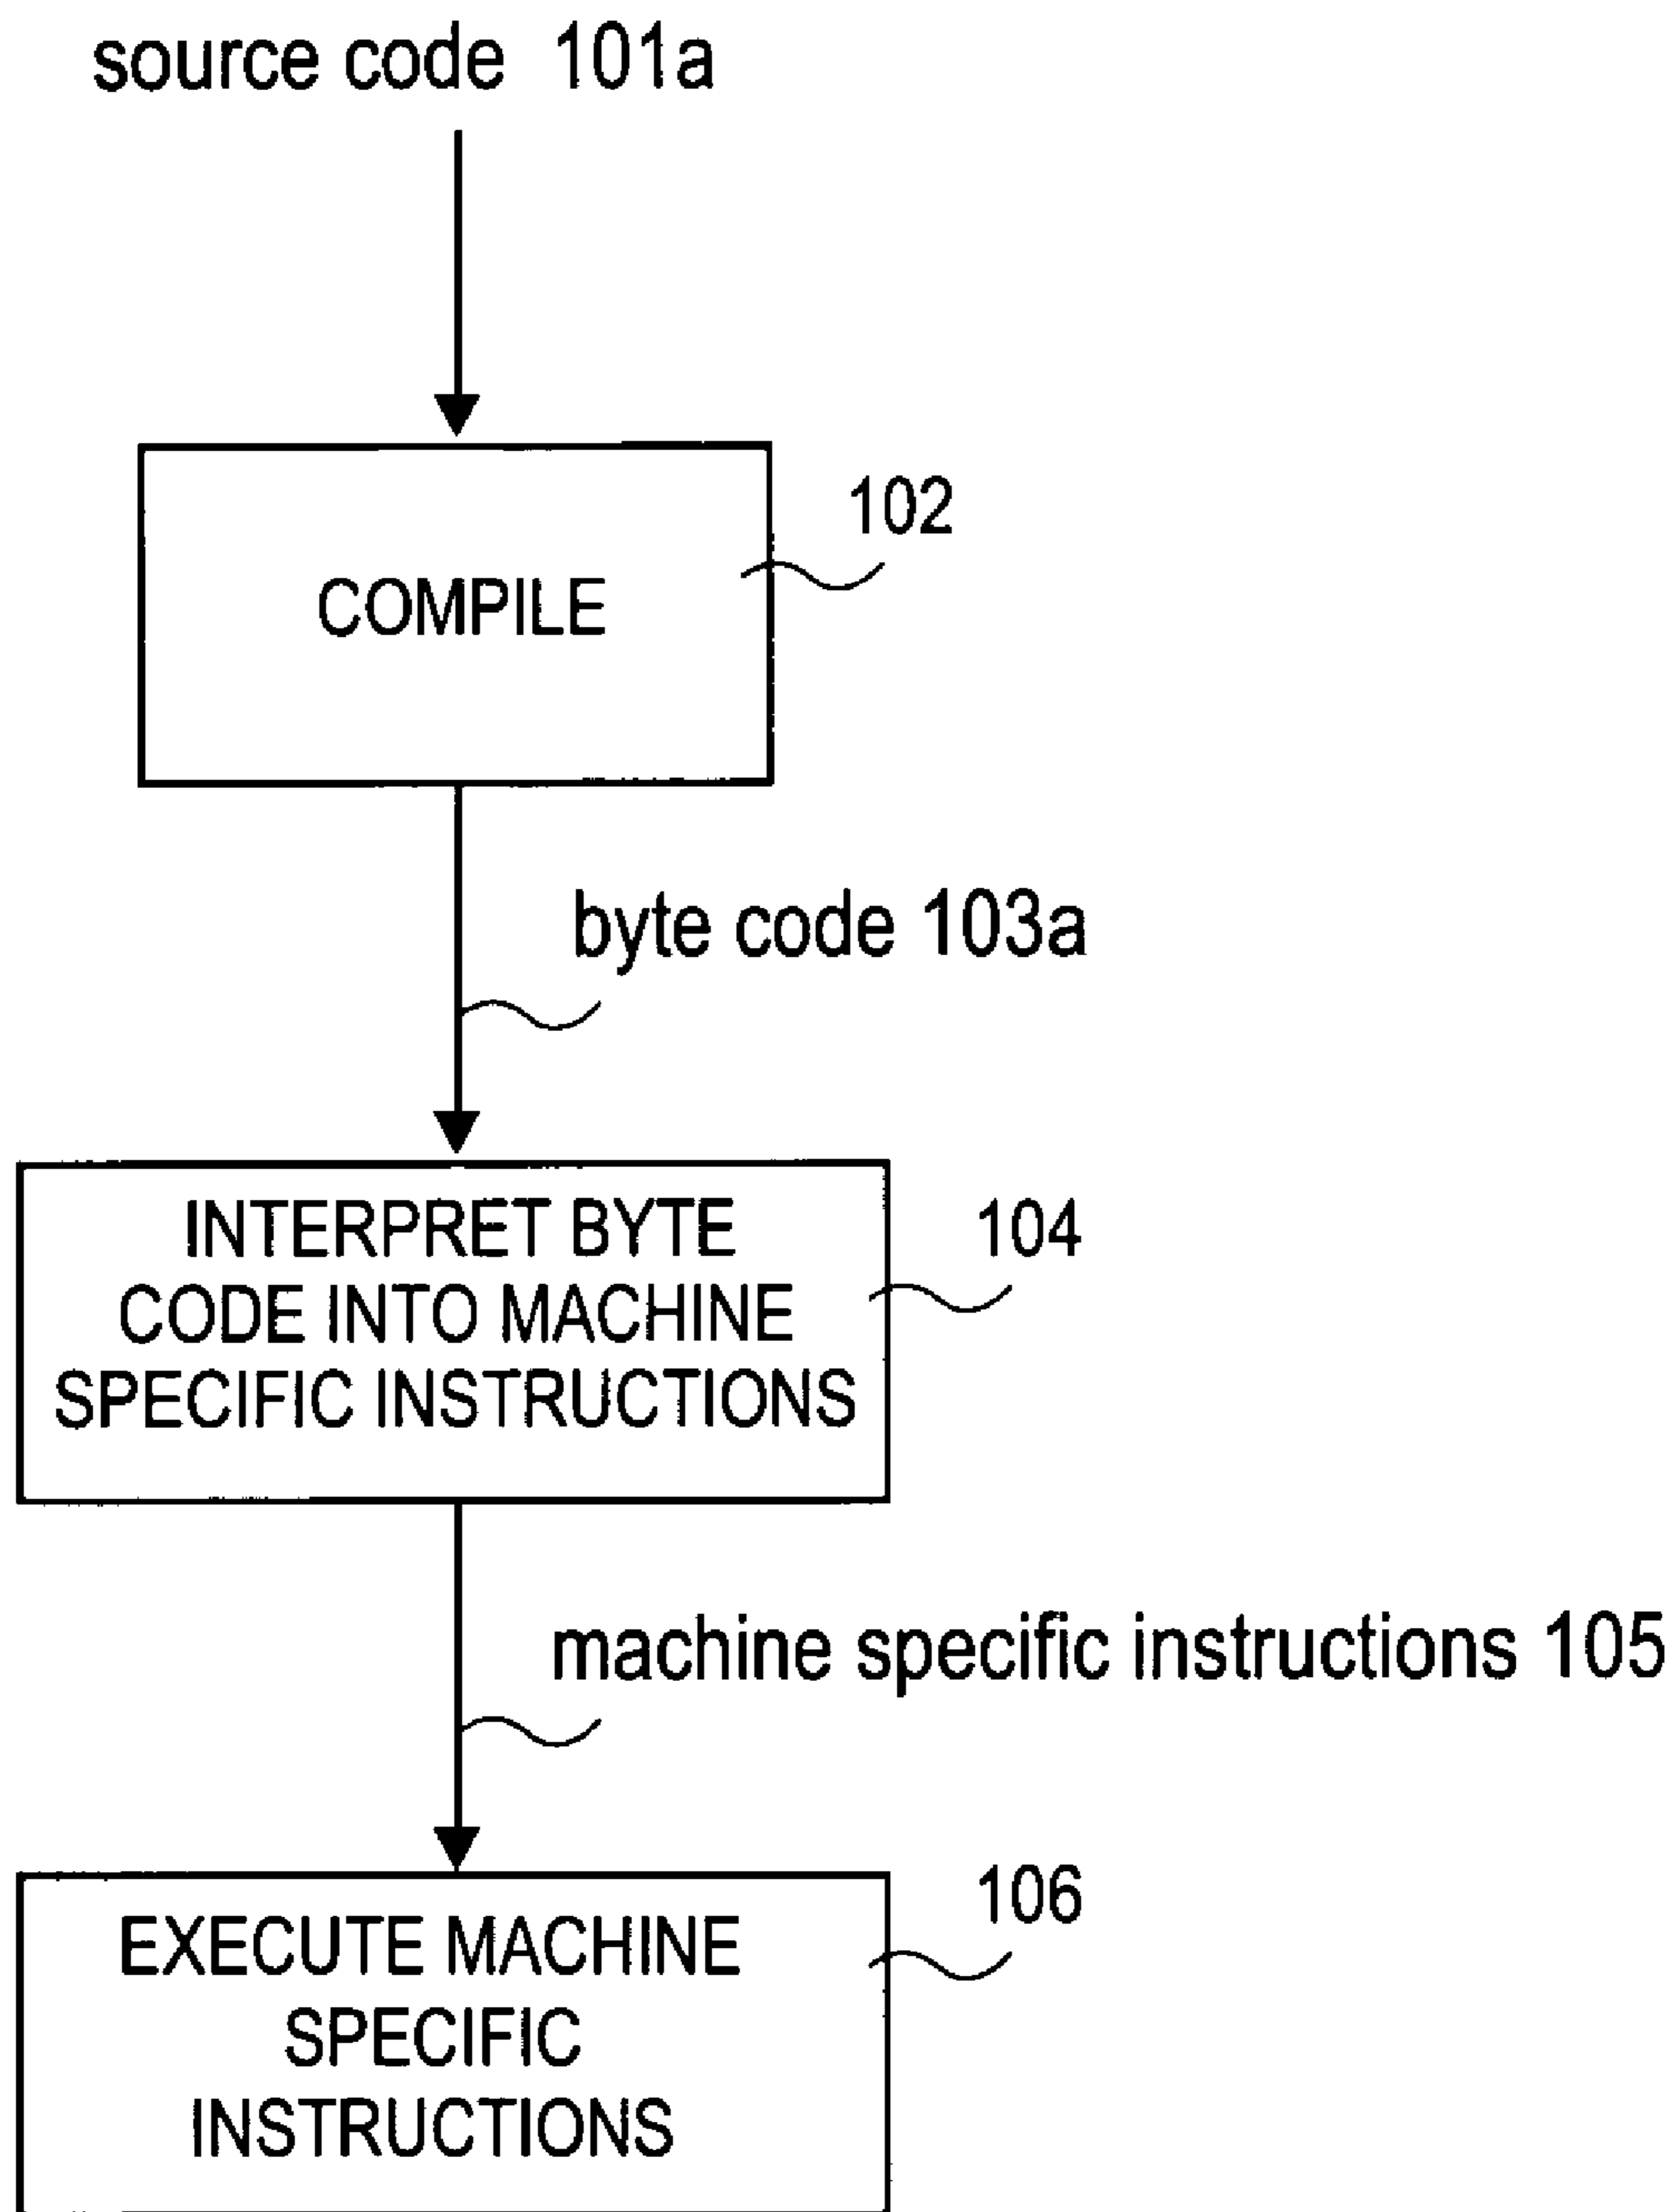 source code 101a
102
COMPILE
byte code 103a
INTERPRET BYTE
CODE INTO MACHINE
SPECIFIC INSTRUCTIONS
104
machine specific instructions 105
106
EXECUTE MACHINE
SPECIFIC
INSTRUCTIONS